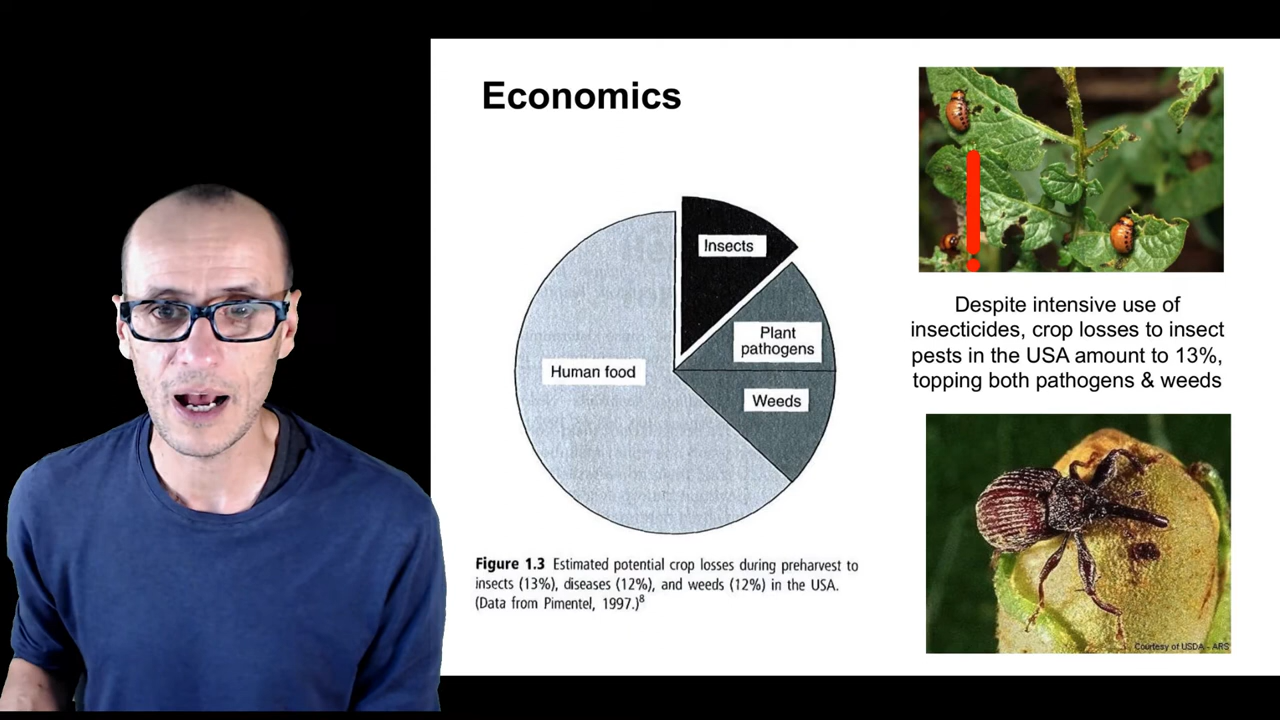 Economics
Insects
Plant
pathogens
Human food
Weeds
Figure 1.3 Estimated potential crop losses during preharvest to
insects (13%), diseases (12%), and weeds (12%) in the USA.
(Data from Pimentel, 1997.)8
Despite intensive use of
insecticides, crop losses to insect
pests in the USA amount to 13%,
topping both pathogens & weeds
Courtesy of USDA - ARS